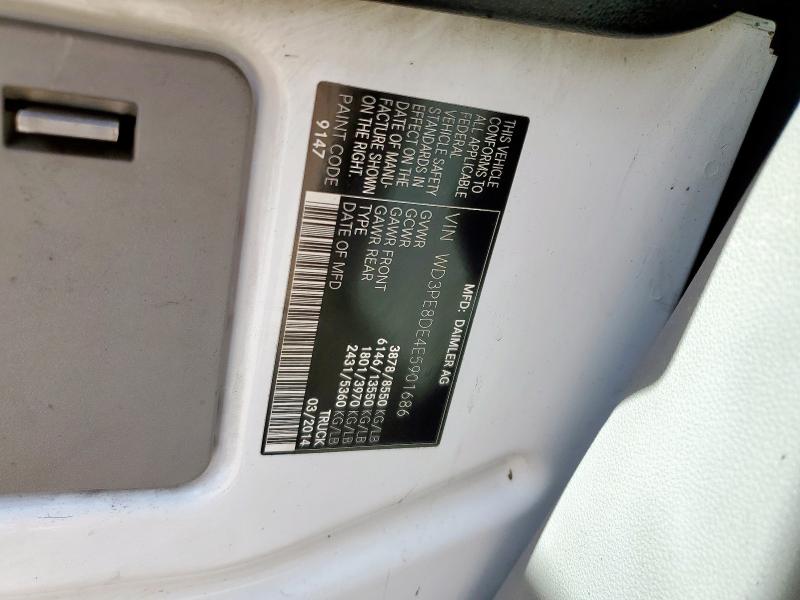 THIS VEHICLE
CONFORMS TO
ALL APPLICABLE
FEDERAL
VEHICLE SAFETY
STANDARDS IN
EFFECT ON THE
DATE OF MANU-
FACTURE SHOWN
ON THE RIGHT.
PAINT CODE
9147
MFD: DAIMLER AG
VIN WD3PE8DE4E5901686
GVWR 3878/8550 KG/LB
GCWR 6146/13550 KG/LB
GAWR FRONT 1801/3970 KG/LB
GAWR REAR 2431/5360 KG/LB
TYPE TRUCK
DATE OF MFD 03/2014